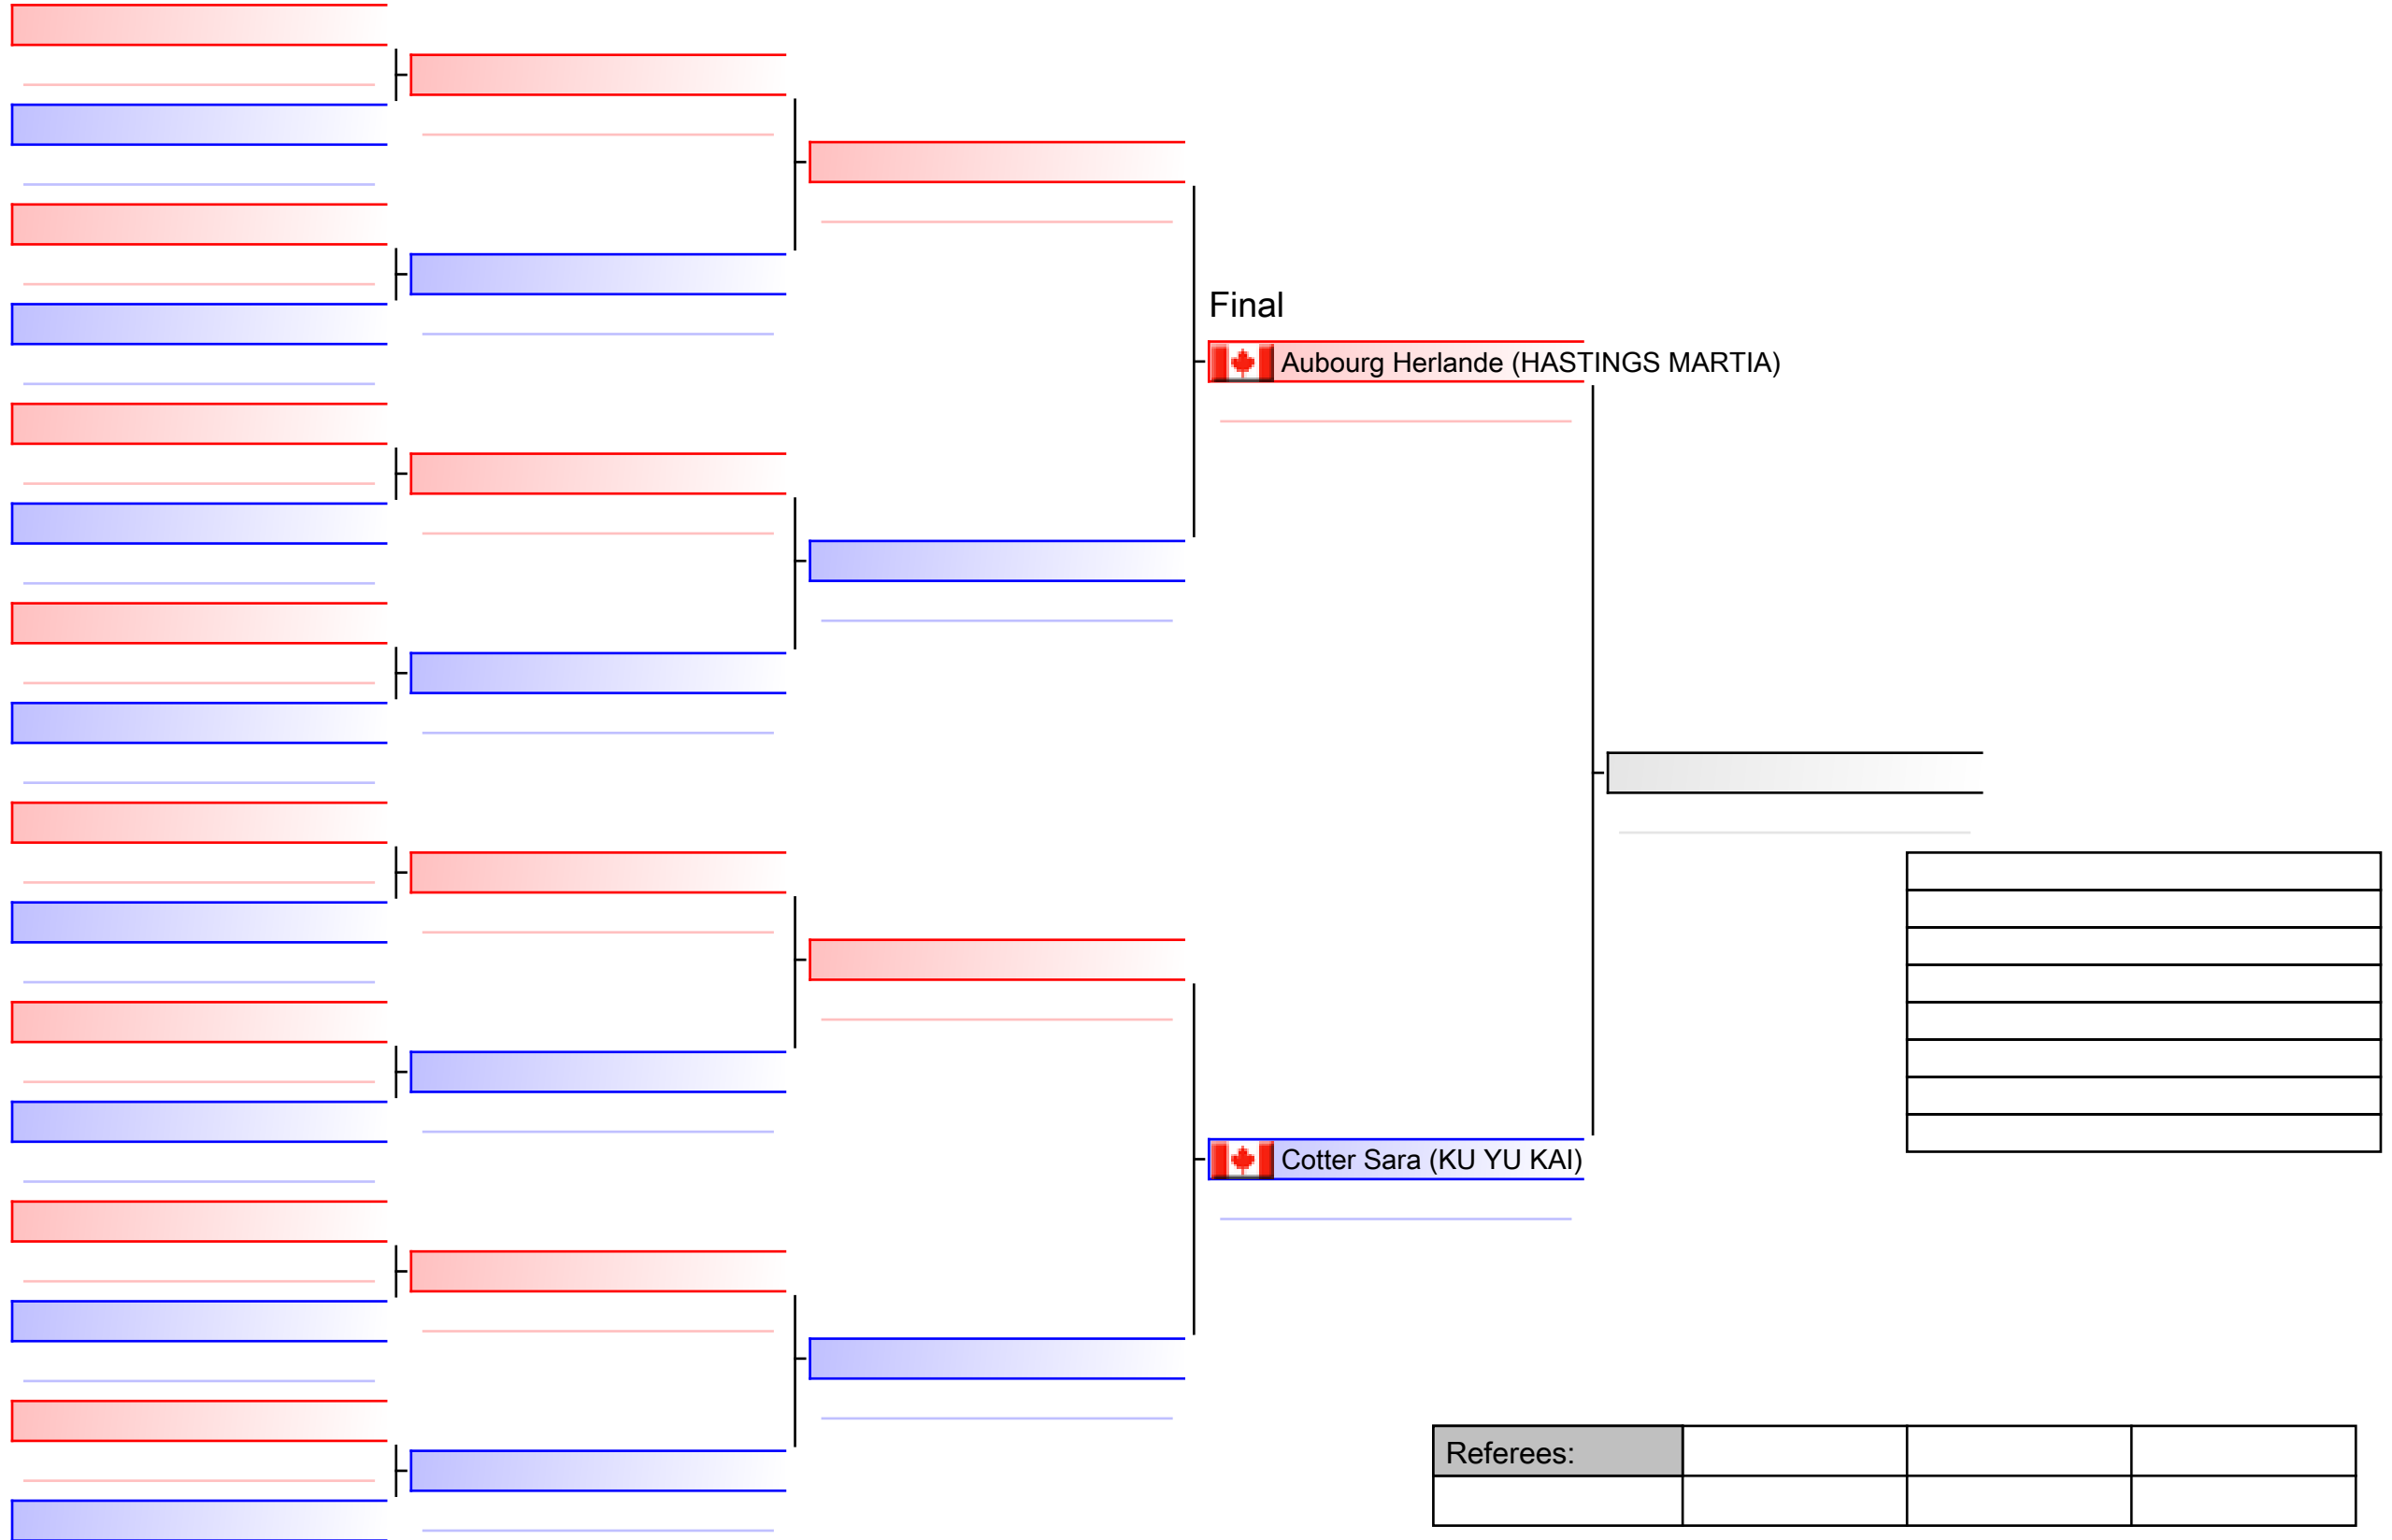 Final
Aubourg Herlande (HASTINGS MARTIA)
Cotter Sara (KU YU KAI)
Referees: